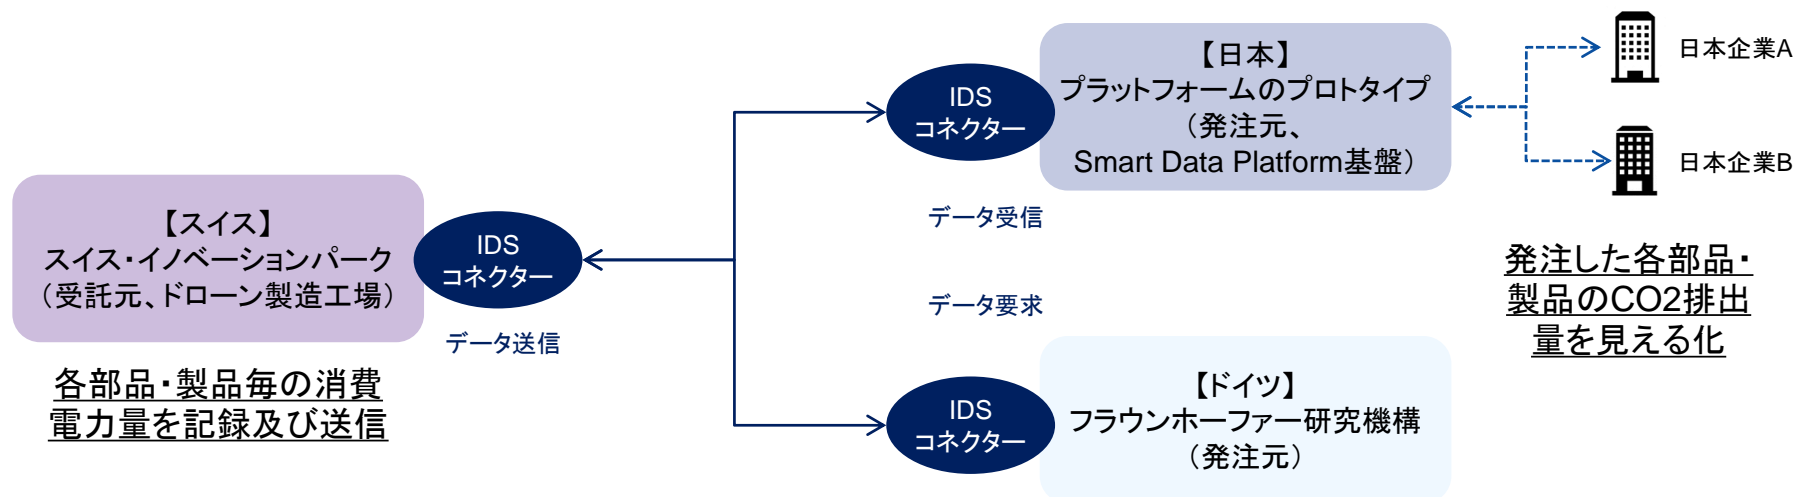 【スイス】
スイス・イノベーションパーク
（受託元、ドローン製造工場）
IDS
コネクター
データ送信
各部品・製品毎の消費
電力量を記録及び送信
IDS
コネクター
【日本】
プラットフォームのプロトタイプ
（発注元、
Smart Data Platform基盤）
データ受信
データ要求
IDS
コネクター
【ドイツ】
フラウンホーファー研究機構
（発注元）
日本企業A
日本企業B
発注した各部品・
製品のCO2排出
量を見える化